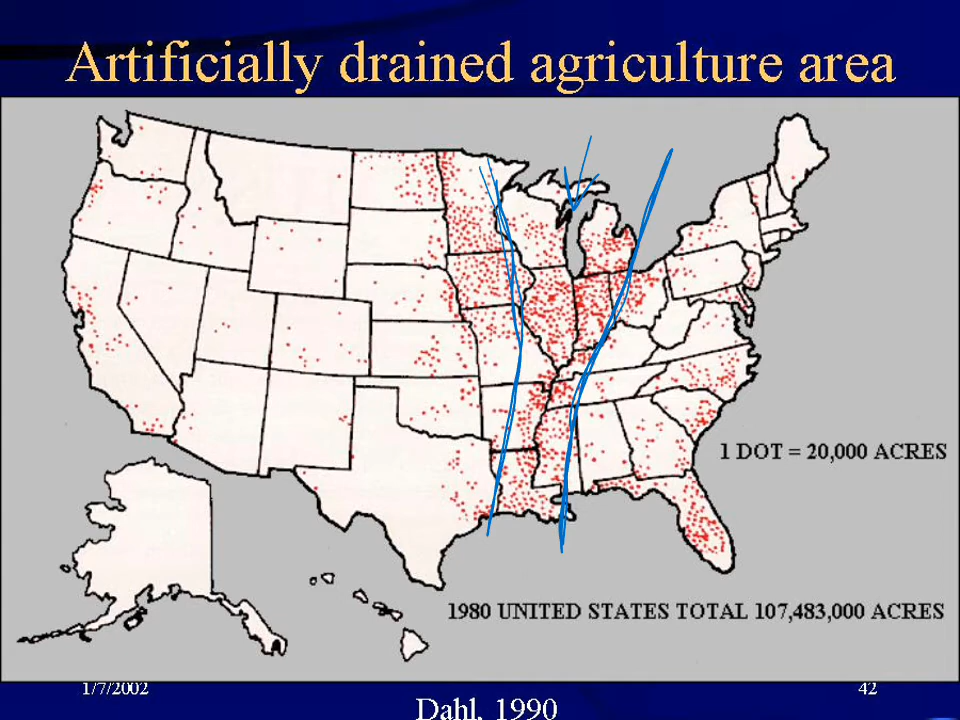 Artificially drained agriculture area
1 DOT = 20,000 ACRES
1980 UNITED STATES TOTAL 107,483,000 ACRES
1/7/2002
42
Dahl, 1990